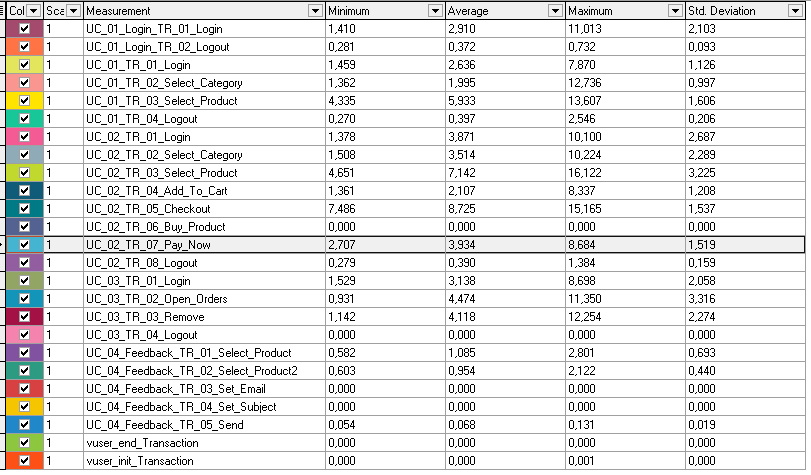 Col Sca Measurement Minimum Average Maximum Std. Deviation
1 UC_01_Login_TR_01_Login 1,410 2,910 11,013 2,103
1 UC_01_Login_TR_02_Logout 0,281 0,372 0,732 0,093
1 UC_01_TR_01_Login 1,459 2,636 7,870 1,126
1 UC_01_TR_02_Select_Category 1,362 1,995 12,736 0,997
1 UC_01_TR_03_Select_Product 4,335 5,933 13,607 1,606
1 UC_01_TR_04_Logout 0,270 0,397 2,546 0,206
1 UC_02_TR_01_Login 1,378 3,871 10,100 2,687
1 UC_02_TR_02_Select_Category 1,508 3,514 10,224 2,289
1 UC_02_TR_03_Select_Product 4,651 7,142 16,122 3,225
1 UC_02_TR_04_Add_To_Cart 1,361 2,107 8,337 1,208
1 UC_02_TR_05_Checkout 7,486 8,725 15,165 1,537
1 UC_02_TR_06_Buy_Product 0,000 0,000 0,000 0,000
1 UC_02_TR_07_Pay_Now 2,707 3,934 8,684 1,519
1 UC_02_TR_08_Logout 0,279 0,390 1,384 0,159
1 UC_03_TR_01_Login 1,529 3,138 8,698 2,058
1 UC_03_TR_02_Open_Orders 0,931 4,474 11,350 3,316
1 UC_03_TR_03_Remove 1,142 4,118 12,254 2,274
1 UC_03_TR_04_Logout 0,000 0,000 0,000 0,000
1 UC_04_Feedback_TR_01_Select_Product 0,582 1,085 2,801 0,693
1 UC_04_Feedback_TR_02_Select_Product2 0,603 0,954 2,122 0,440
1 UC_04_Feedback_TR_03_Set_Email 0,000 0,000 0,000 0,000
1 UC_04_Feedback_TR_04_Set_Subject 0,000 0,000 0,000 0,000
1 UC_04_Feedback_TR_05_Send 0,054 0,068 0,131 0,019
1 vuser_end_Transaction 0,000 0,000 0,000 0,000
1 vuser_init_Transaction 0,000 0,000 0,001 0,000